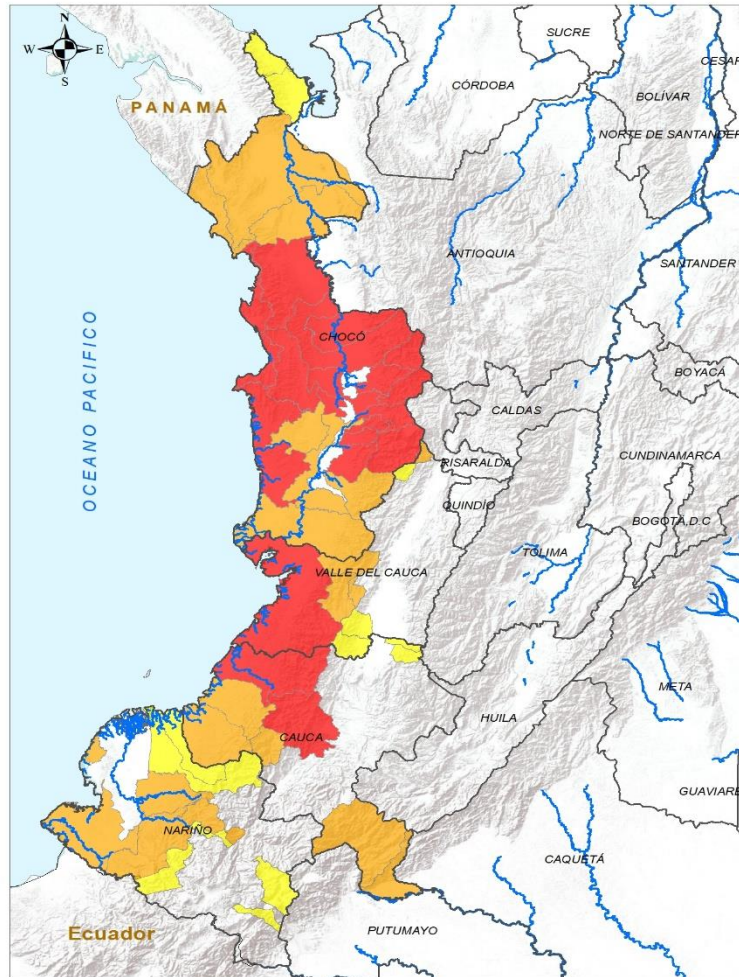 N
W E
S
PANAMÁ
SUCRE
CESAR
CÓRDOBA
BOLÍVAR
NORTE DE SANTANDER
ANTIOQUIA
SANTANDER
OCEANO PACIFICO
CHOCÓ
BOYACÁ
CALDAS
CUNDINAMARCA
RISARALDA
QUINDÍO
BOGOTÁ, D.C
TOLIMA
VALLE DEL CAUCA
META
HUILA
CAUCA
GUAVIARE
NARIÑO
CAQUETÁ
Ecuador
PUTUMAYO